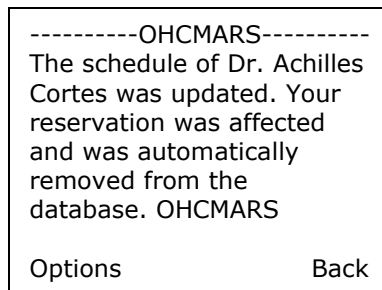 ----------OHCMARS----------
The schedule of Dr. Achilles
Cortes was updated. Your
reservation was affected
and was automatically
removed from the
database. OHCMARS
Options Back